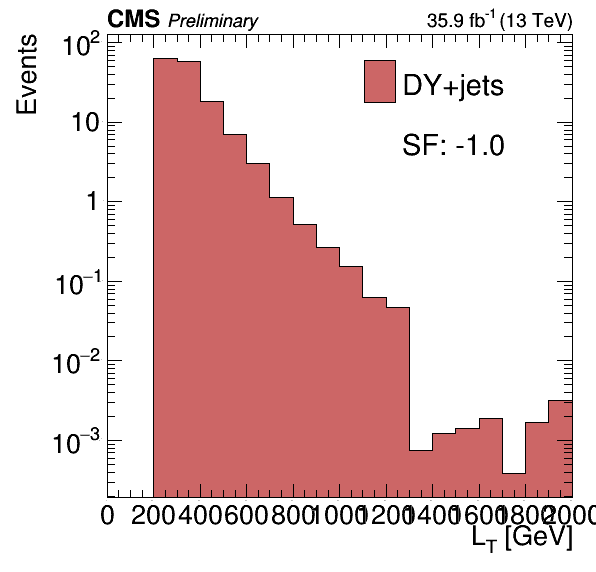 CMS Preliminary 35.9 fb⁻¹ (13 TeV)
Events
10²
10
1
10⁻¹
10⁻²
10⁻³
DY+jets
SF: -1.0
0 200 400 600 800 1000 1200 1400 1600 1800 2000
L_T [GeV]